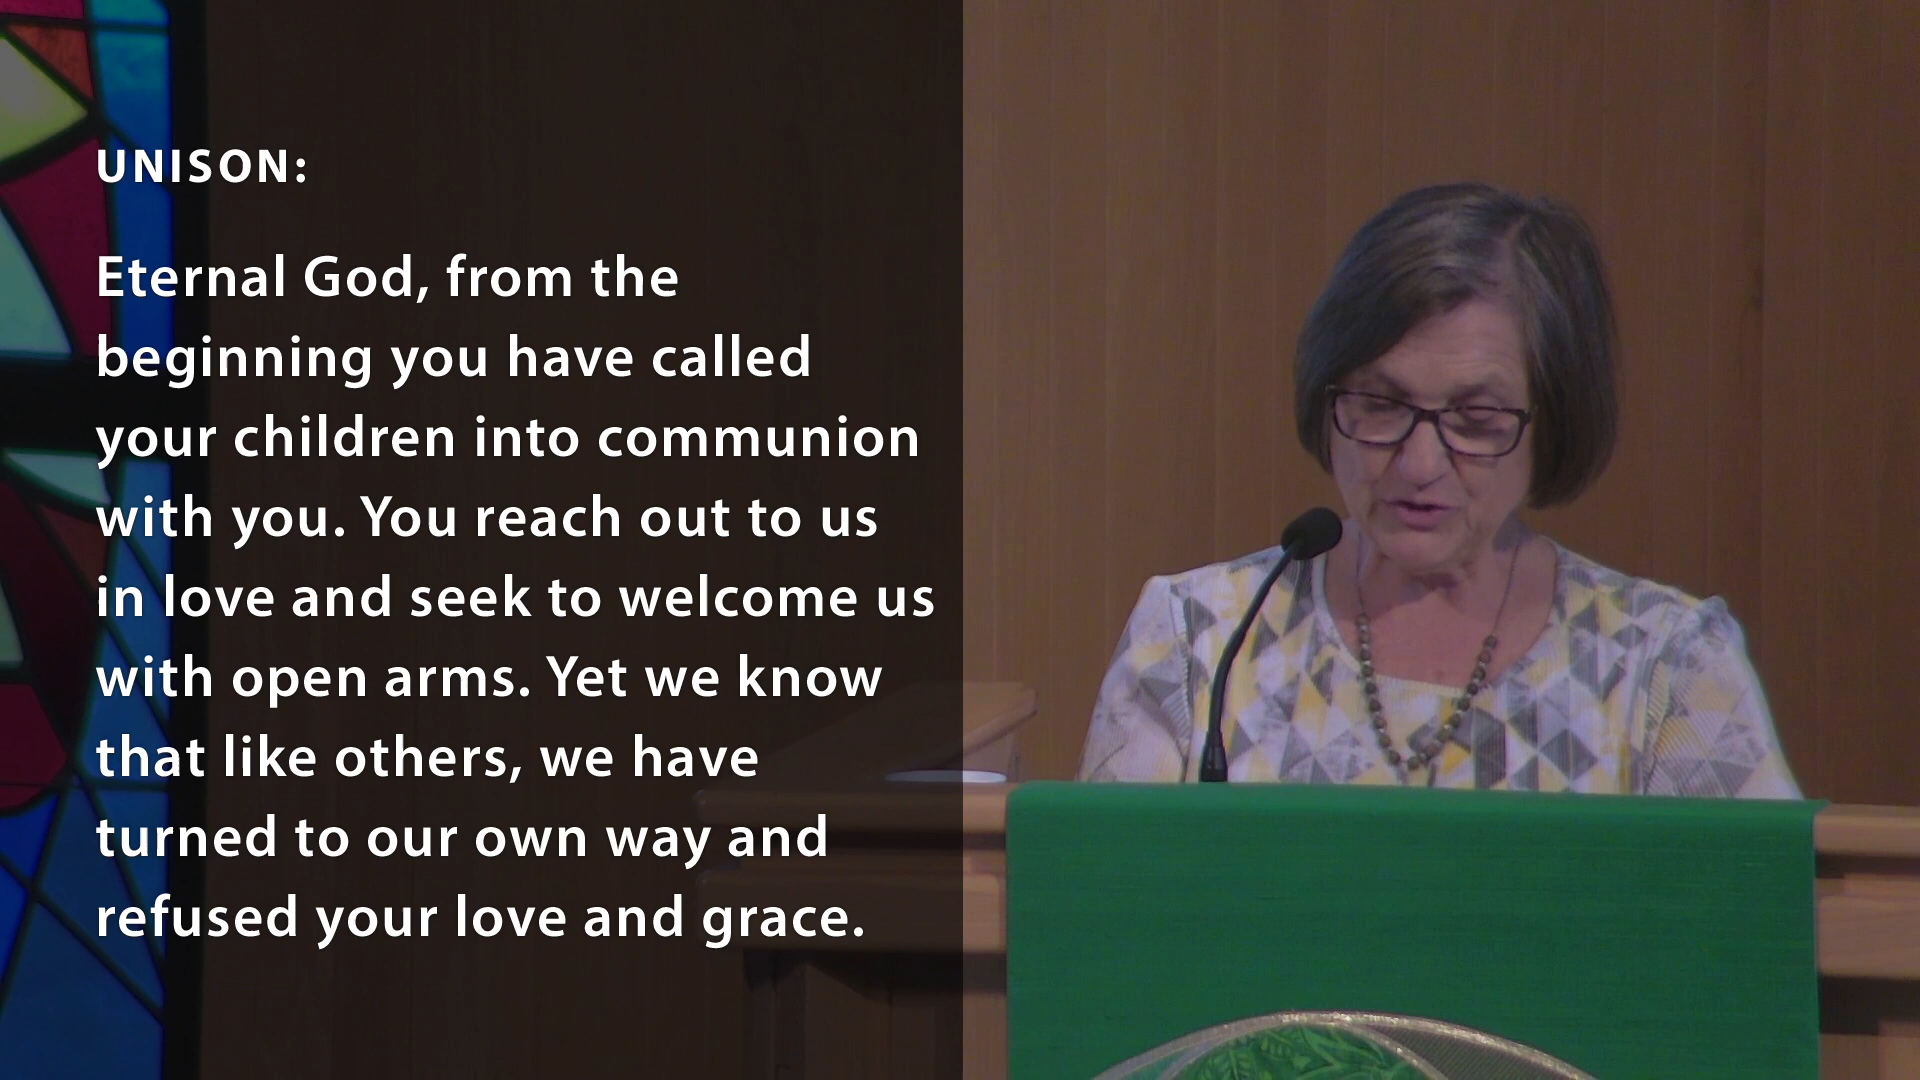 UNISON:
Eternal God, from the
beginning you have called
your children into communion
with you. You reach out to us
in love and seek to welcome us
with open arms. Yet we know
that like others, we have
turned to our own way and
refused your love and grace.